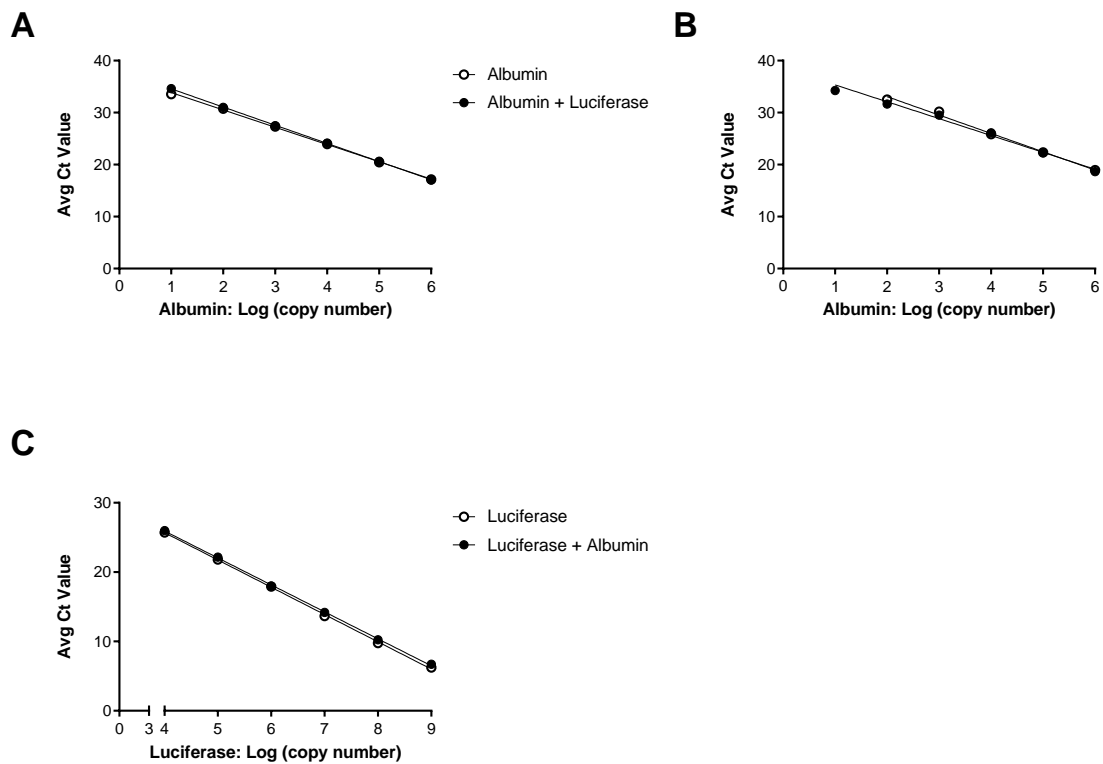 A
B
40
30
20
10
0
Avg Ct Value
0 1 2 3 4 5 6
Albumin: Log (copy number)
Albumin
Albumin + Luciferase
40
30
20
10
0
Avg Ct Value
0 1 2 3 4 5 6
Albumin: Log (copy number)
C
30
20
10
0
Avg Ct Value
0 3 4 5 6 7 8 9
Luciferase: Log (copy number)
Luciferase
Luciferase + Albumin